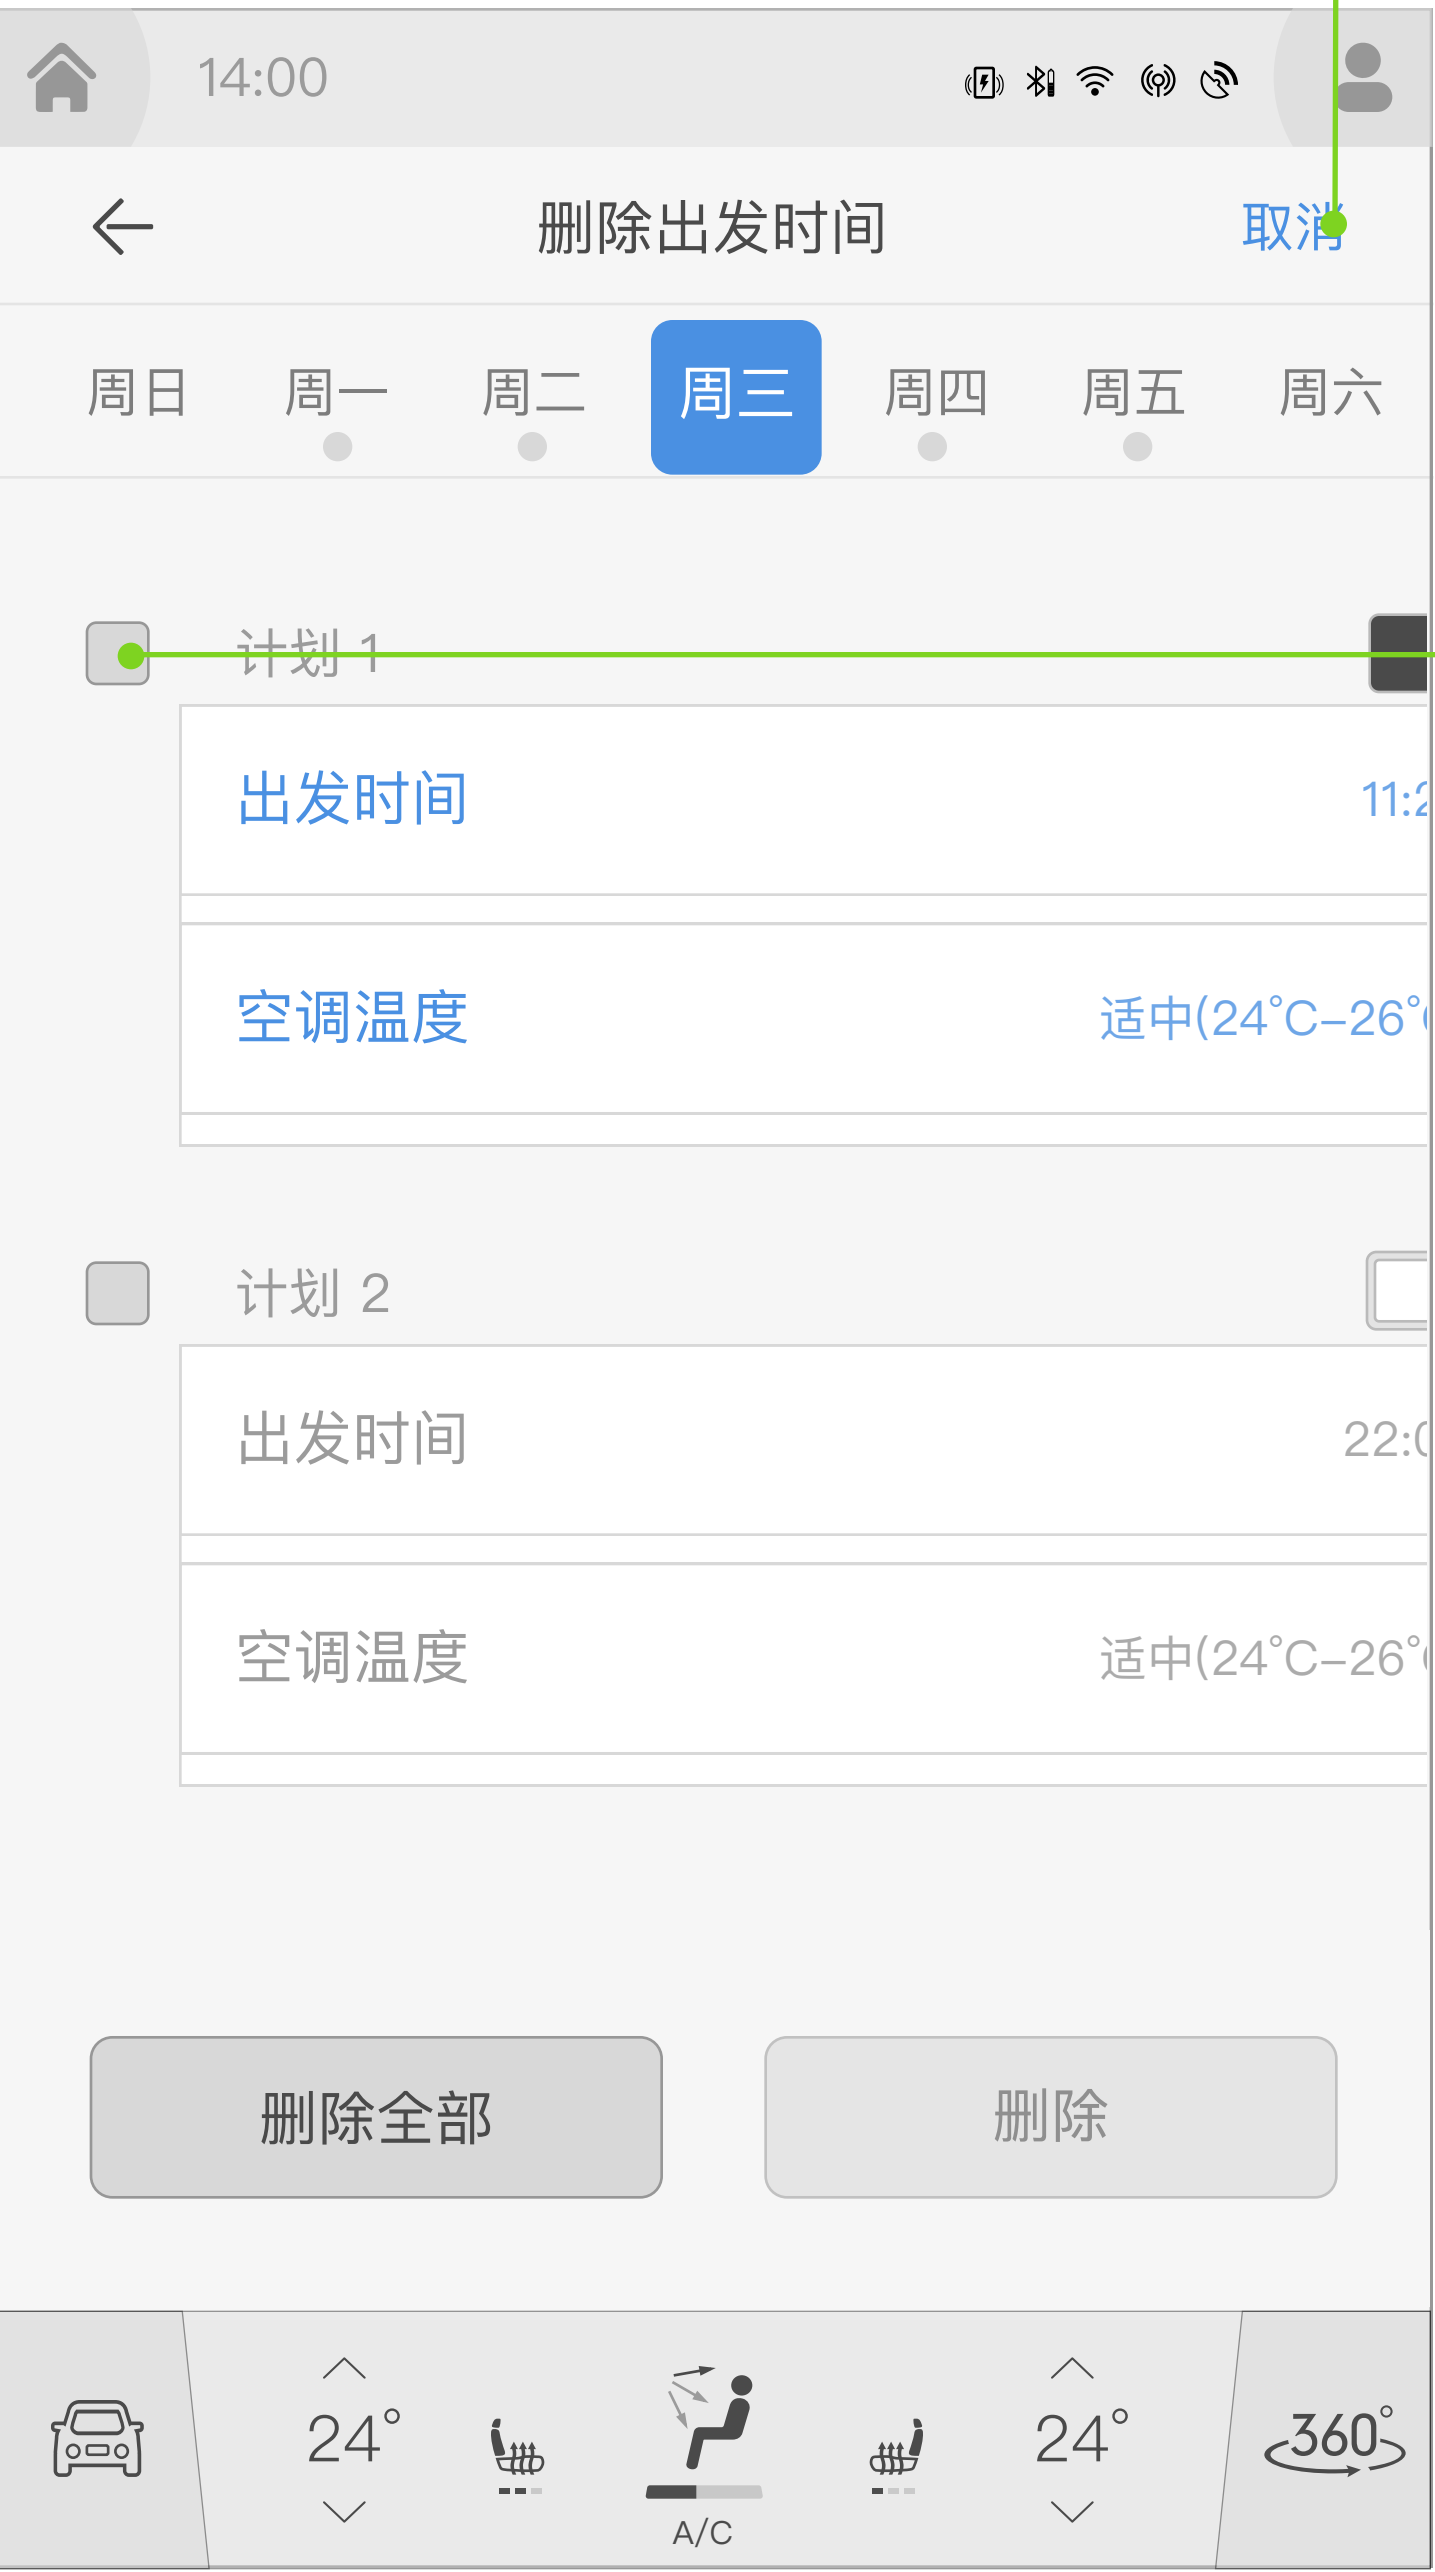 14:00
删除出发时间
取消
周日 周一 周二 周三 周四 周五 周六
计划 1
出发时间
11:2
空调温度
适中(24°C-26°C
计划 2
出发时间
22:0
空调温度
适中(24°C-26°C
删除全部
删除
24°
A/C
24°
360°